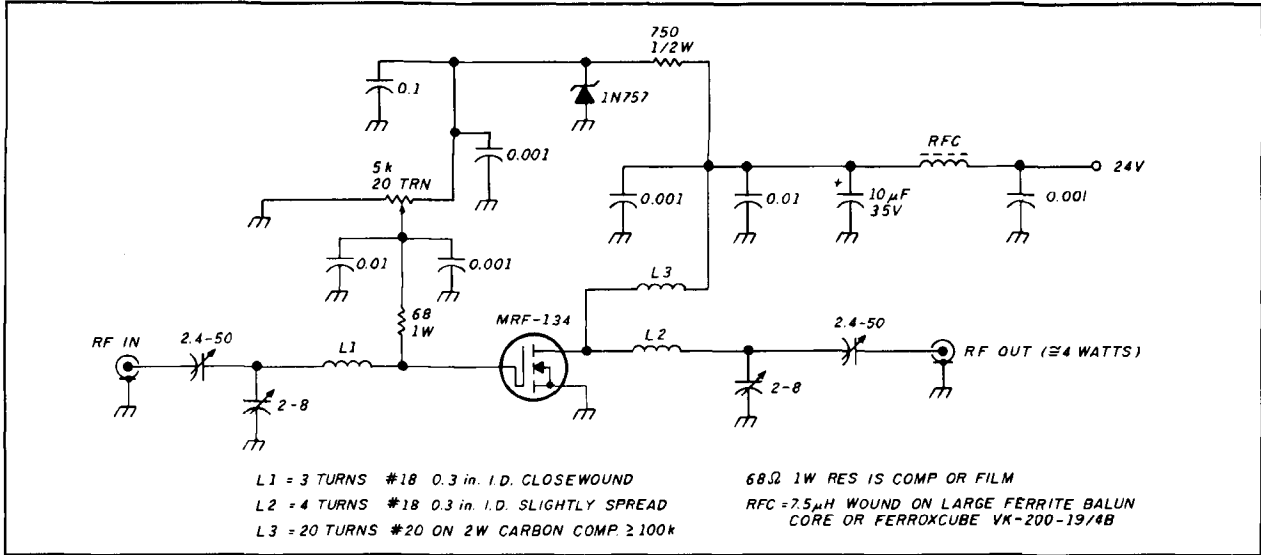 750
1/2W
0.1
1N757
0.001
5k
20 TRN
RFC
24V
0.001
0.01
+
10µF
35V
0.001
0.01
0.001
L3
68
1W
MRF-134
RF IN
2.4-50
L1
L2
2.4-50
RF OUT (≅4 WATTS)
2-8
2-8
L1 = 3 TURNS #18 0.3 in. I.D. CLOSEWOUND
L2 = 4 TURNS #18 0.3 in. I.D. SLIGHTLY SPREAD
L3 = 20 TURNS #20 ON 2W CARBON COMP. ≥ 100k
68Ω 1W RES IS COMP OR FILM
RFC = 7.5µH WOUND ON LARGE FERRITE BALUN
CORE OR FERROXCUBE VK-200-19/4B